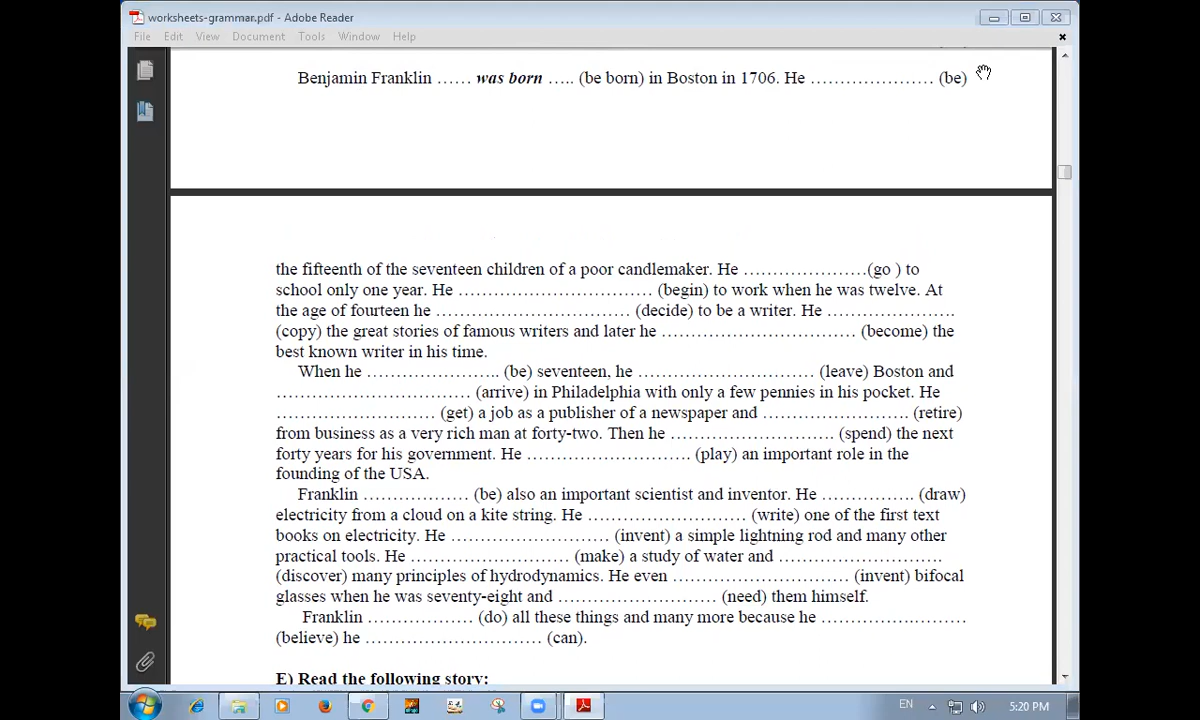 worksheets-grammar.pdf - Adobe Reader
File Edit View Document Tools Window Help
Benjamin Franklin …… was born ….. (be born) in Boston in 1706. He ………………… (be)
the fifteenth of the seventeen children of a poor candlemaker. He ………………….(go ) to
school only one year. He ……………………………. (begin) to work when he was twelve. At
the age of fourteen he ……………………………. (decide) to be a writer. He ………………….
(copy) the great stories of famous writers and later he ……………………………. (become) the
best known writer in his time.
When he ………………….. (be) seventeen, he …………………………. (leave) Boston and
……………………………. (arrive) in Philadelphia with only a few pennies in his pocket. He
………………………. (get) a job as a publisher of a newspaper and ……………………. (retire)
from business as a very rich man at forty-two. Then he ………………………. (spend) the next
forty years for his government. He ………………………. (play) an important role in the
founding of the USA.
Franklin ………………. (be) also an important scientist and inventor. He ……………. (draw)
electricity from a cloud on a kite string. He ………………………. (write) one of the first text
books on electricity. He ………………………. (invent) a simple lightning rod and many other
practical tools. He ………………………. (make) a study of water and ……………………….
(discover) many principles of hydrodynamics. He even …………………………. (invent) bifocal
glasses when he was seventy-eight and ………………………. (need) them himself.
Franklin ………………. (do) all these things and many more because he …………….………
(believe) he …………………………. (can).
E) Read the following story:
EN 5:20 PM